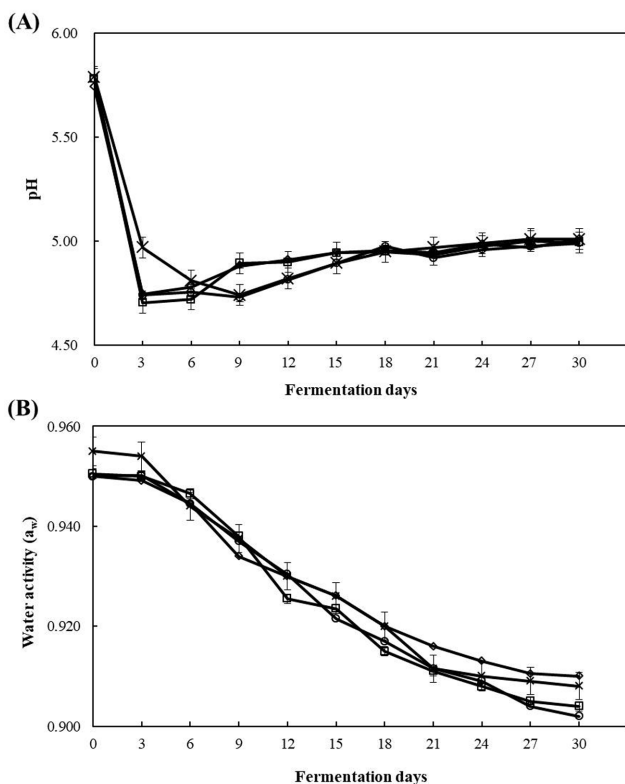 (A)
6.00
5.50
5.00
4.50
pH
0 3 6 9 12 15 18 21 24 27 30
Fermentation days
(B)
0.960
0.940
0.920
0.900
Water activity (aw)
0 3 6 9 12 15 18 21 24 27 30
Fermentation days